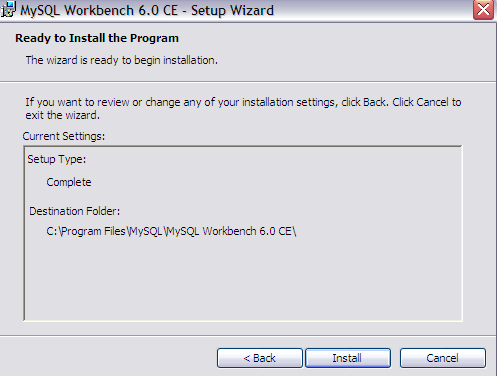 MySQL Workbench 6.0 CE - Setup Wizard
Ready to Install the Program
The wizard is ready to begin installation.
If you want to review or change any of your installation settings, click Back. Click Cancel to
exit the wizard.
Current Settings:
Setup Type:
Complete
Destination Folder:
C:\Program Files\MySQL\MySQL Workbench 6.0 CE\
< Back Install Cancel